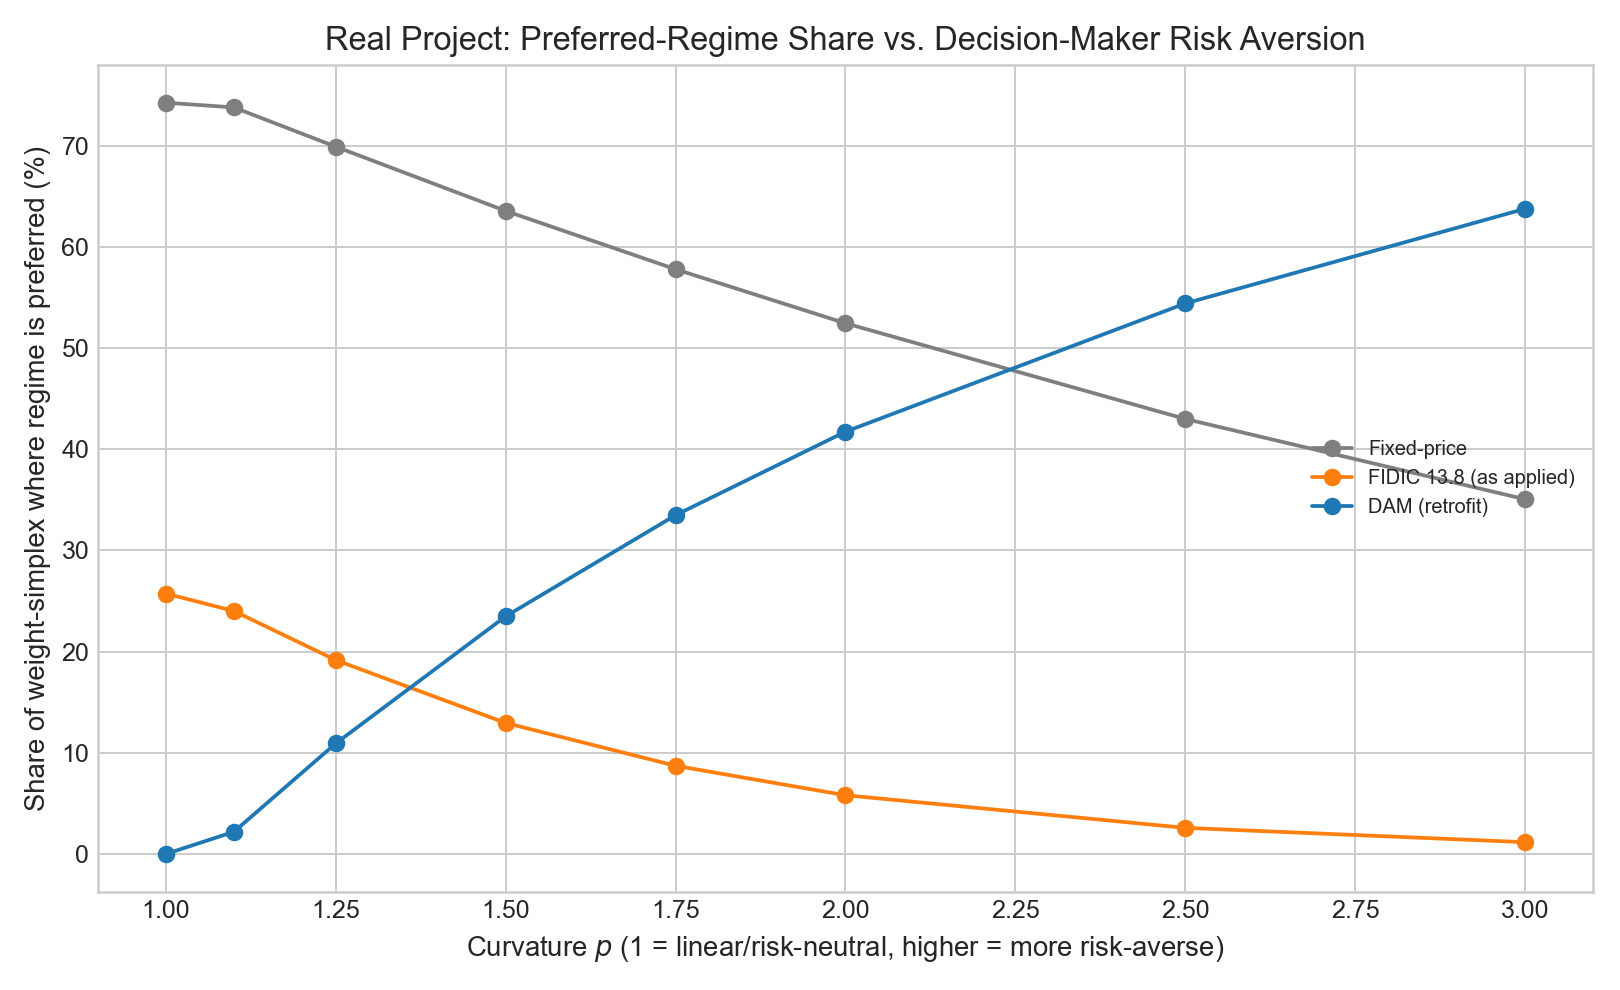 Real Project: Preferred-Regime Share vs. Decision-Maker Risk Aversion
Share of weight-simplex where regime is preferred (%)
70
60
50
40
30
20
10
0
Fixed-price
FIDIC 13.8 (as applied)
DAM (retrofit)
1.00 1.25 1.50 1.75 2.00 2.25 2.50 2.75 3.00
Curvature p (1 = linear/risk-neutral, higher = more risk-averse)